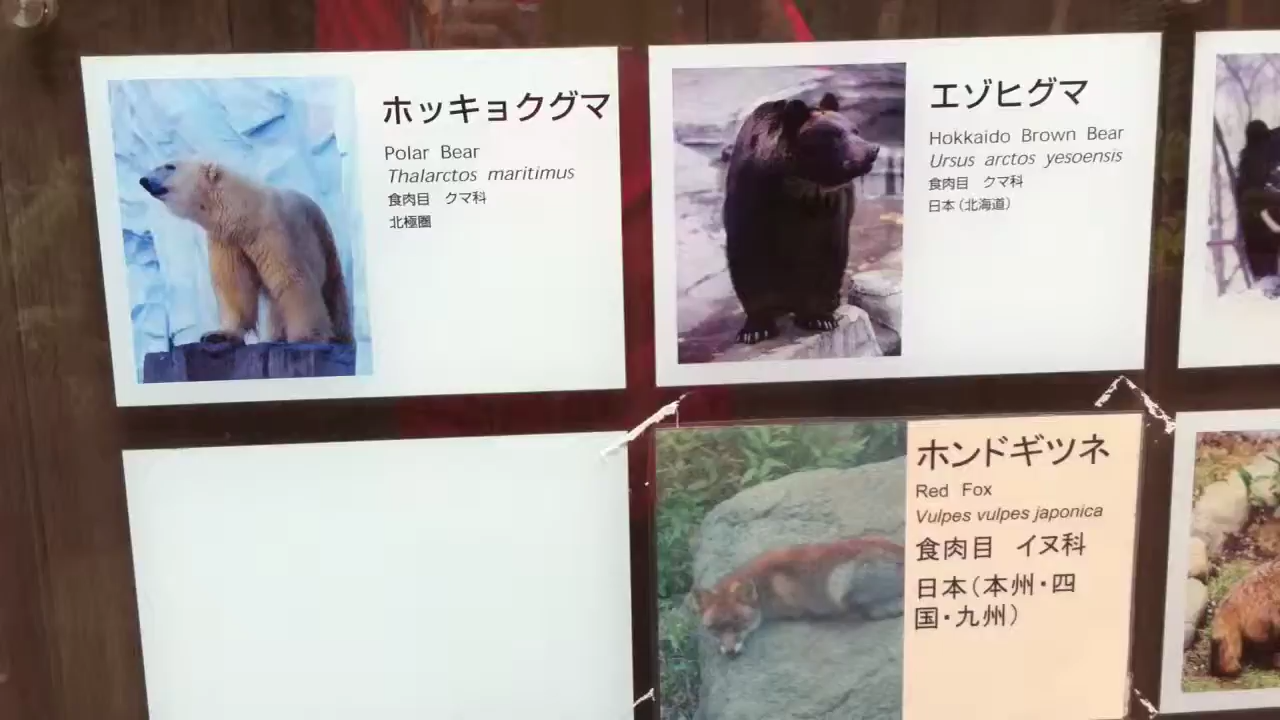 ホッキョクグマ
Polar Bear
Thalarctos maritimus
食肉目 クマ科
北極圏
エゾヒグマ
Hokkaido Brown Bear
Ursus arctos yesoensis
食肉目 クマ科
日本(北海道)
ホンドギツネ
Red Fox
Vulpes vulpes japonica
食肉目 イヌ科
日本(本州・四
国・九州)